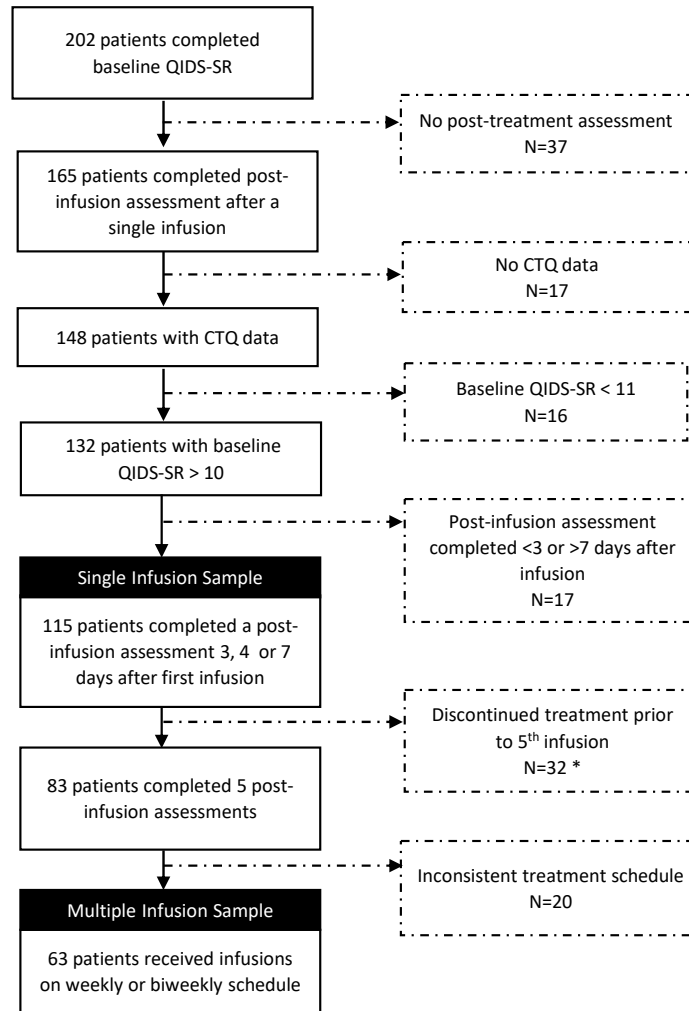 202 patients completed
baseline QIDS-SR
No post-treatment assessment
N=37
165 patients completed post-
infusion assessment after a
single infusion
No CTQ data
N=17
148 patients with CTQ data
Baseline QIDS-SR < 11
N=16
132 patients with baseline
QIDS-SR > 10
Post-infusion assessment
completed <3 or >7 days after
infusion
N=17
Single Infusion Sample
115 patients completed a post-
infusion assessment 3, 4 or 7
days after first infusion
Discontinued treatment prior
to 5th infusion
N=32 *
83 patients completed 5 post-
infusion assessments
Inconsistent treatment schedule
N=20
Multiple Infusion Sample
63 patients received infusions
on weekly or biweekly schedule